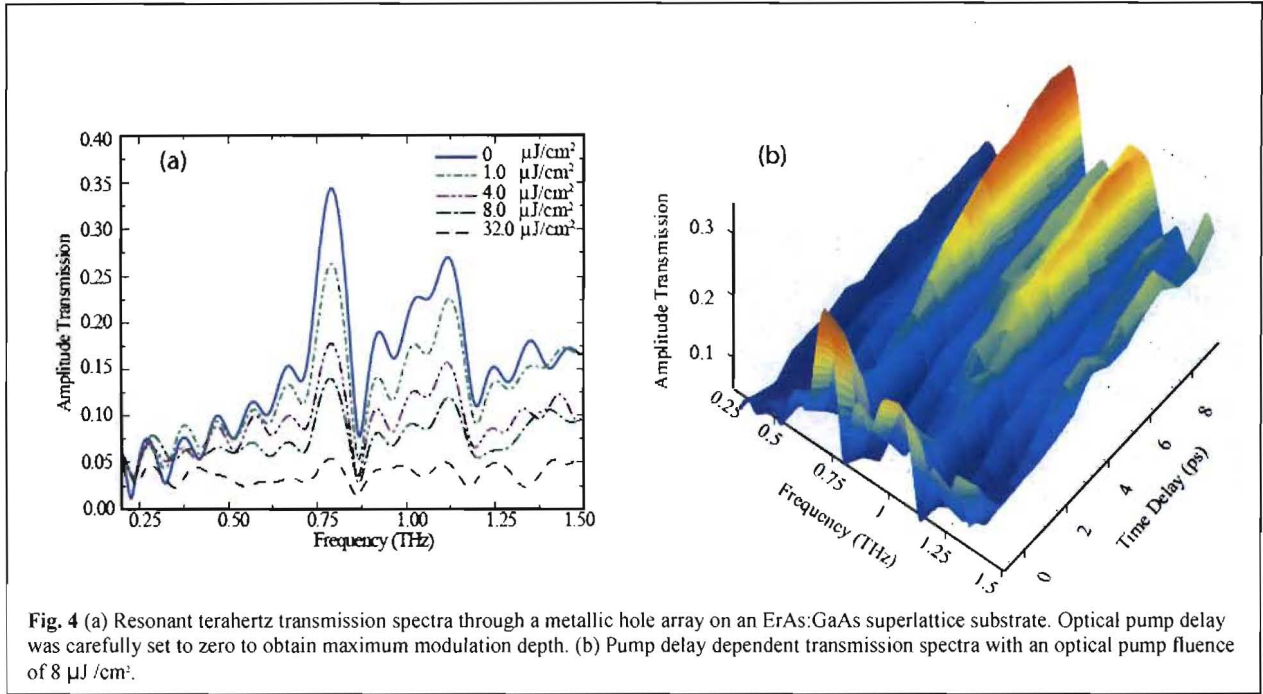 (a)
0.40
0.35
0.30
0.25
0.20
0.15
0.10
0.05
0.00
Amplitude Transmission
0 µJ/cm²
1.0 µJ/cm²
4.0 µJ/cm²
8.0 µJ/cm²
32.0 µJ/cm²
0.25 0.50 0.75 1.00 1.25 1.50
Frequency (THz)
(b)
Amplitude Transmission
0.3
0.2
0.1
0.25
0.5
0.75
1
1.25
1.5
Frequency (THz)
0
2
4
6
8
Time Delay (ps)
Fig. 4 (a) Resonant terahertz transmission spectra through a metallic hole array on an ErAs:GaAs superlattice substrate. Optical pump delay
was carefully set to zero to obtain maximum modulation depth. (b) Pump delay dependent transmission spectra with an optical pump fluence
of 8 µJ /cm².